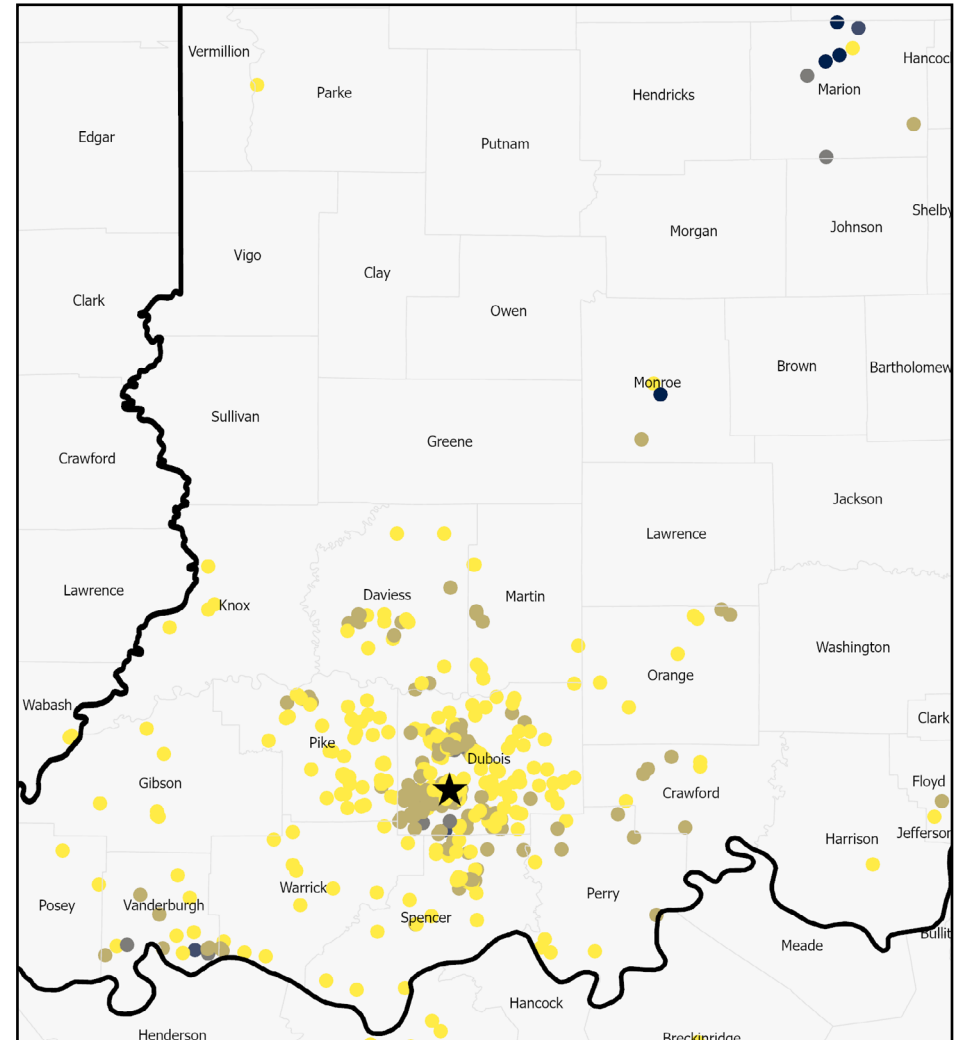 Vermillion
Hancoc
Parke
Hendricks
Marion
Edgar
Putnam
Shelby
Morgan
Johnson
Vigo
Clay
Clark
Owen
Brown
Bartholomew
Monroe
Sullivan
Greene
Crawford
Jackson
Lawrence
Lawrence
Daviess
Martin
Knox
Washington
Orange
Wabash
Clark
Pike
Dubois
Gibson
Floyd
Crawford
Jefferson
Harrison
Warrick
Perry
Posey
Vanderburgh
Spencer
Bullit
Meade
Hancock
Henderson
Breckinridge